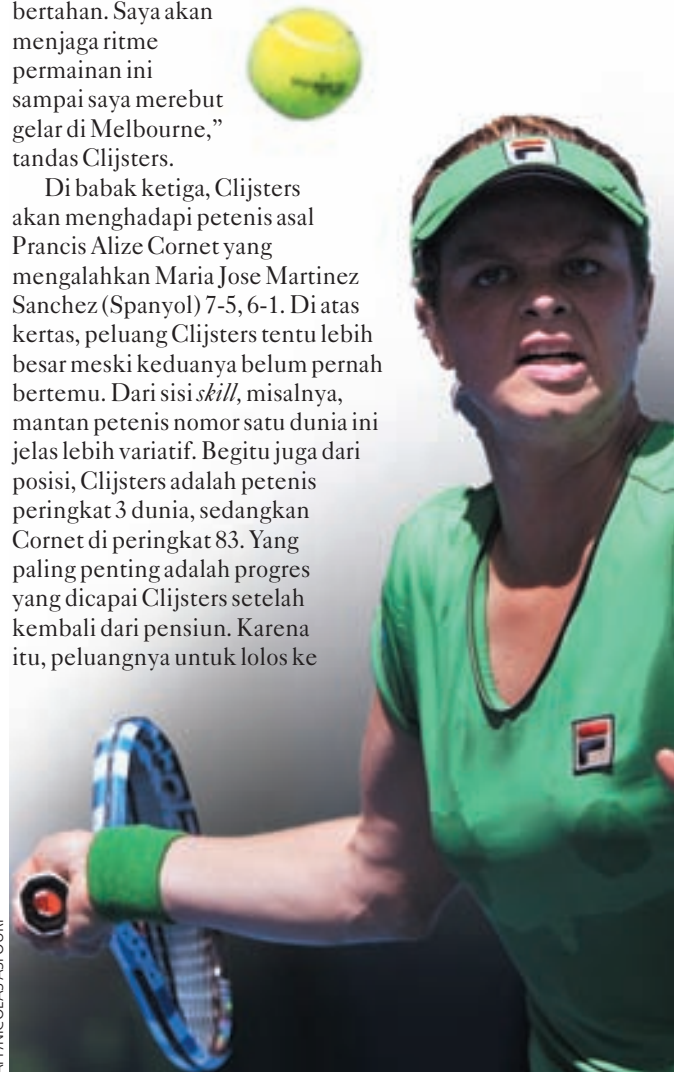 bertahan. Saya akan
menjaga ritme
permainan ini
sampai saya merebut
gelar di Melbourne,”
tandas Clijsters.
Di babak ketiga, Clijsters
akan menghadapi petenis asal
Prancis Alize Cornet yang
mengalahkan Maria Jose Martinez
Sanchez (Spanyol) 7-5, 6-1. Di atas
kertas, peluang Clijsters tentu lebih
besar meski keduanya belum pernah
bertemu. Dari sisi skill, misalnya,
mantan petenis nomor satu dunia ini
jelas lebih variatif. Begitu juga dari
posisi, Clijsters adalah petenis
peringkat 3 dunia, sedangkan
Cornet di peringkat 83. Yang
paling penting adalah progres
yang dicapai Clijsters setelah
kembali dari pensiun. Karena
itu, peluangnya untuk lolos ke